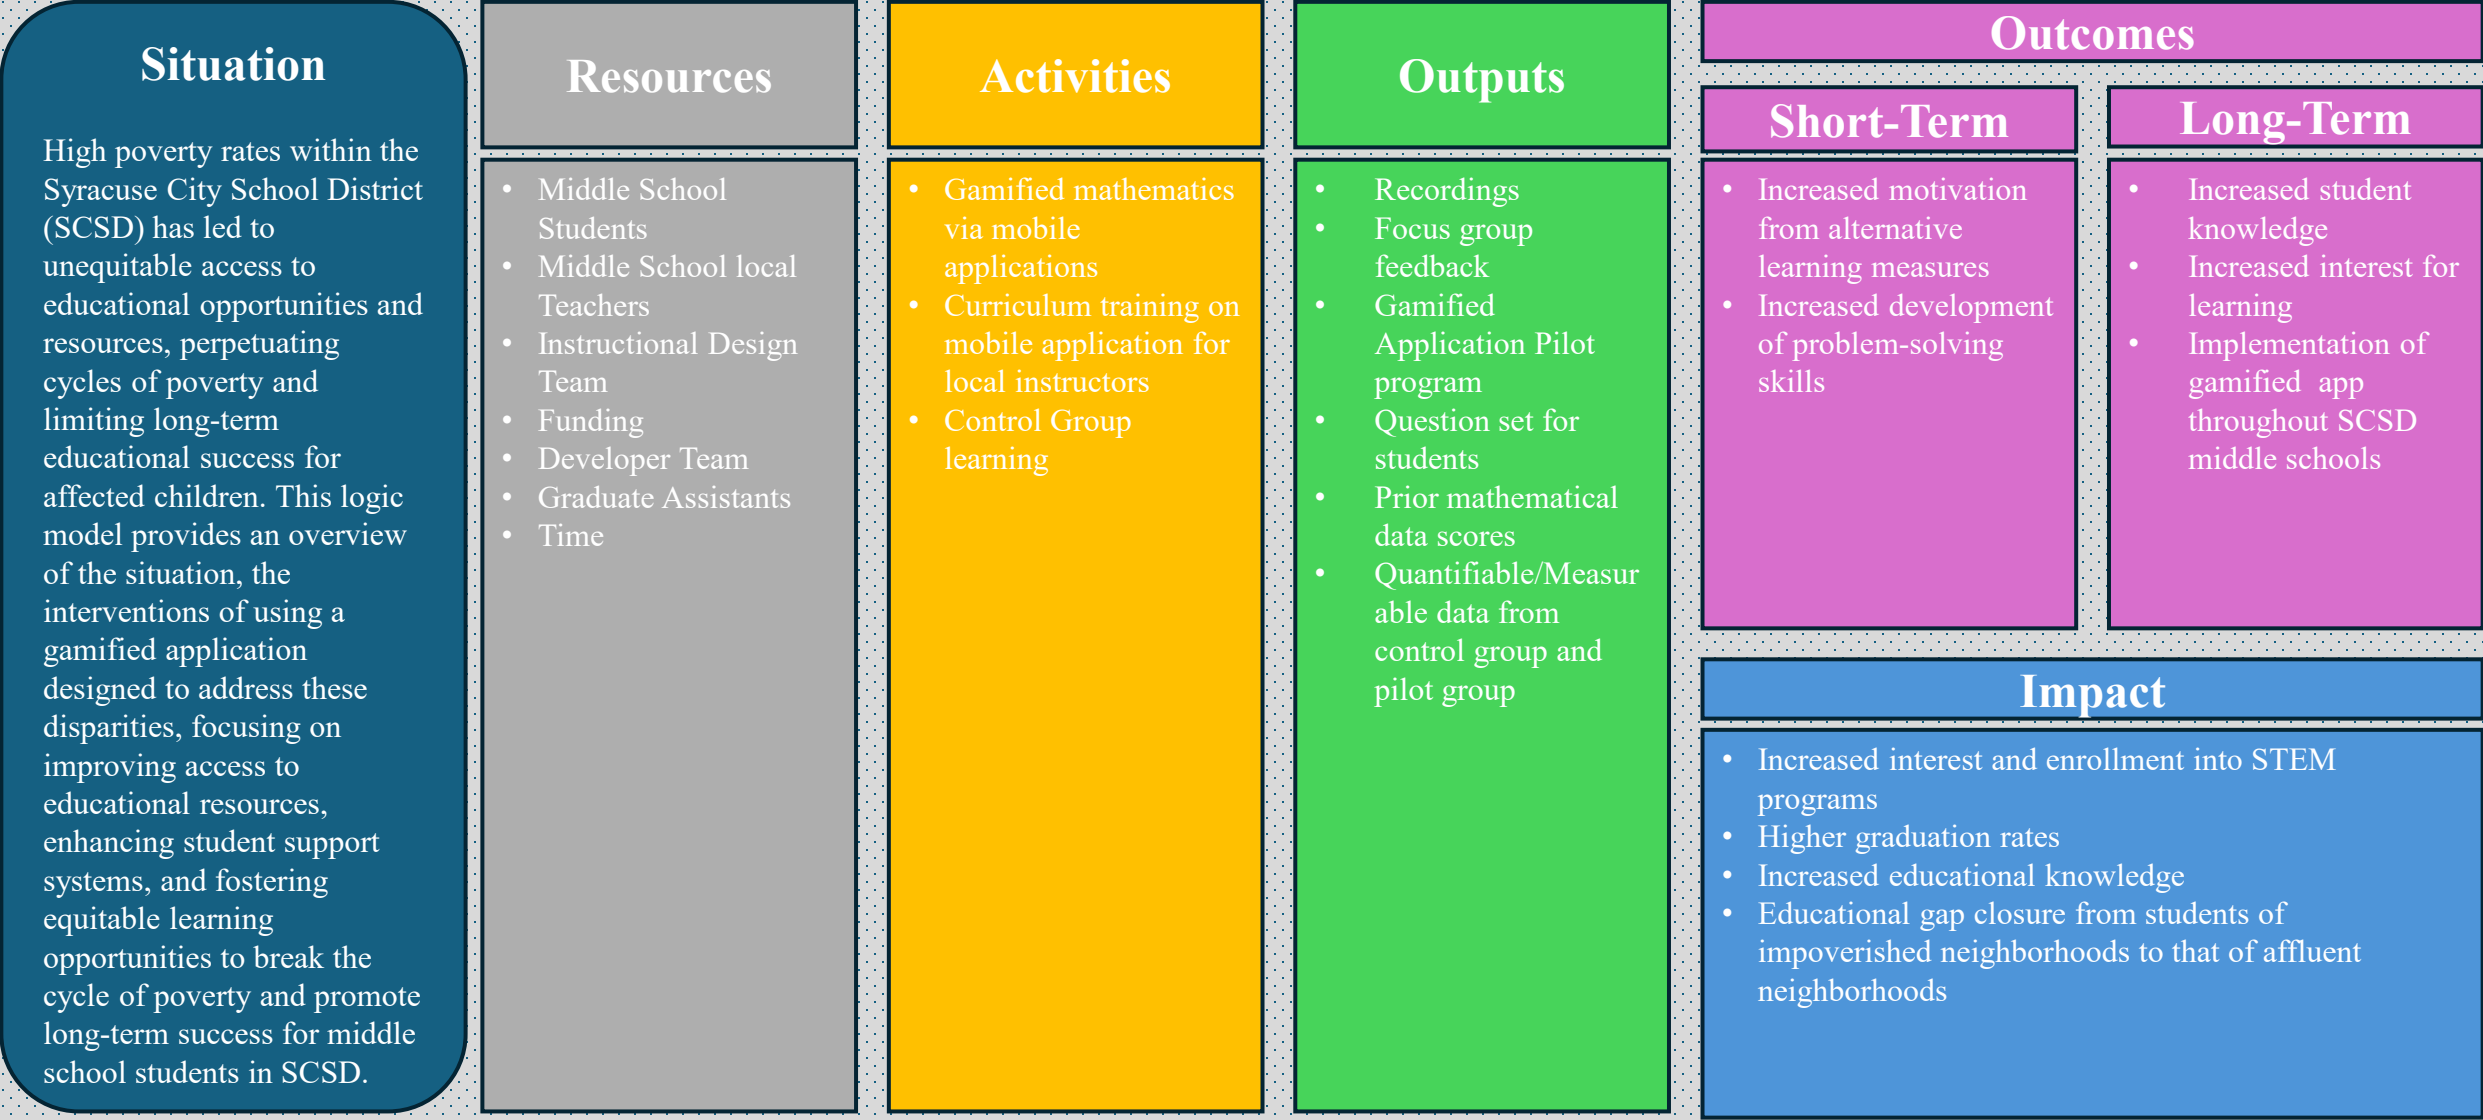 Situation
High poverty rates within the
Syracuse City School District
(SCSD) has led to
unequitable access to
educational opportunities and
resources, perpetuating
cycles of poverty and
limiting long-term
educational success for
affected children. This logic
model provides an overview
of the situation, the
interventions of using a
gamified application
designed to address these
disparities, focusing on
improving access to
educational resources,
enhancing student support
systems, and fostering
equitable learning
opportunities to break the
cycle of poverty and promote
long-term success for middle
school students in SCSD.
Resources
• Middle School
Students
• Middle School local
Teachers
• Instructional Design
Team
• Funding
• Developer Team
• Graduate Assistants
• Time
Activities
• Gamified mathematics
via mobile
applications
• Curriculum training on
mobile application for
local instructors
• Control Group
learning
Outputs
• Recordings
• Focus group
feedback
• Gamified
Application Pilot
program
• Question set for
students
• Prior mathematical
data scores
• Quantifiable/Measur
able data from
control group and
pilot group
Outcomes
Short-Term
• Increased motivation
from alternative
learning measures
• Increased development
of problem-solving
skills
Long-Term
• Increased student
knowledge
• Increased interest for
learning
• Implementation of
gamified  app
throughout SCSD
middle schools
Impact
• Increased interest and enrollment into STEM
programs
• Higher graduation rates
• Increased educational knowledge
• Educational gap closure from students of
impoverished neighborhoods to that of affluent
neighborhoods